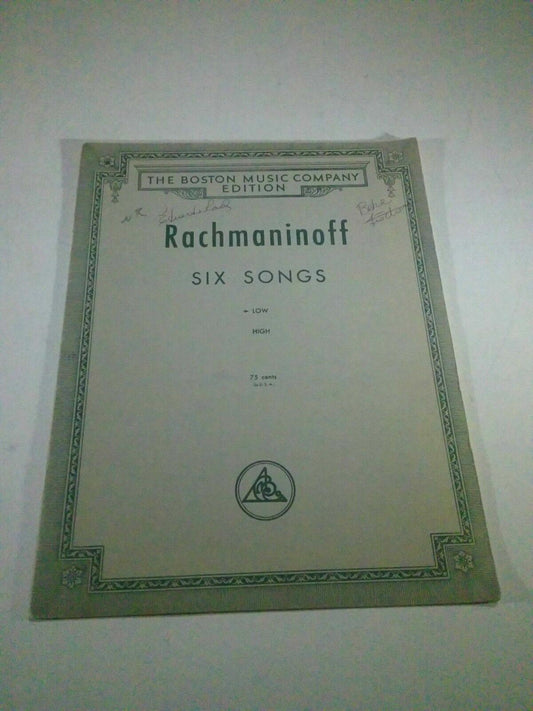 THE BOSTON MUSIC COMPANY
EDITION
Rachmaninoff
SIX SONGS
LOW
HIGH
75 cents